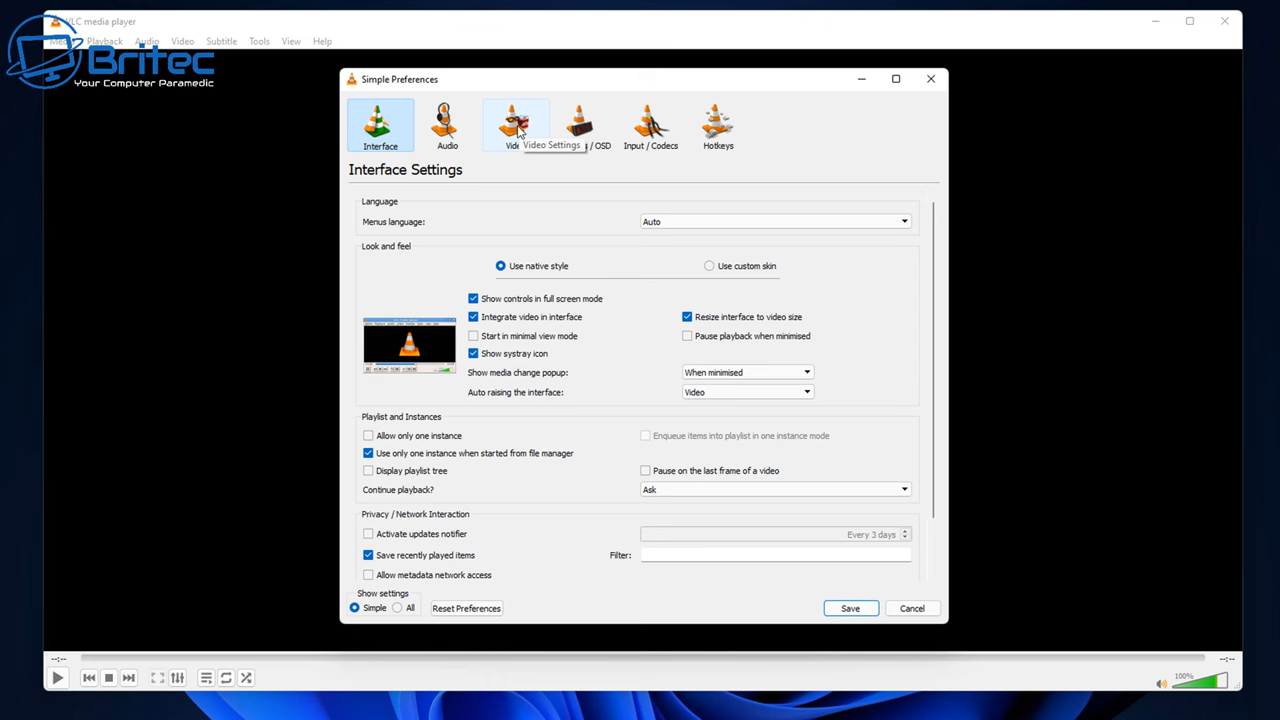 VLC media player
Media Playback Audio Video Subtitle Tools View Help
Britec
Your Computer Paramedic
Simple Preferences
Interface
Audio
Video Settings
/ OSD
Input / Codecs
Hotkeys
Interface Settings
Language
Menus language:
Auto
Look and feel
Use native style
Use custom skin
Show controls in full screen mode
Integrate video in interface
Resize interface to video size
Start in minimal view mode
Pause playback when minimised
Show systray icon
Show media change popup:
When minimised
Auto raising the interface:
Video
Playlist and Instances
Allow only one instance
Enqueue items into playlist in one instance mode
Use only one instance when started from file manager
Display playlist tree
Pause on the last frame of a video
Continue playback?
Ask
Privacy / Network Interaction
Activate updates notifier
Every 3 days
Save recently played items
Filter:
Allow metadata network access
Show settings
Simple
All
Reset Preferences
Save
Cancel
--:--
--:--
100%